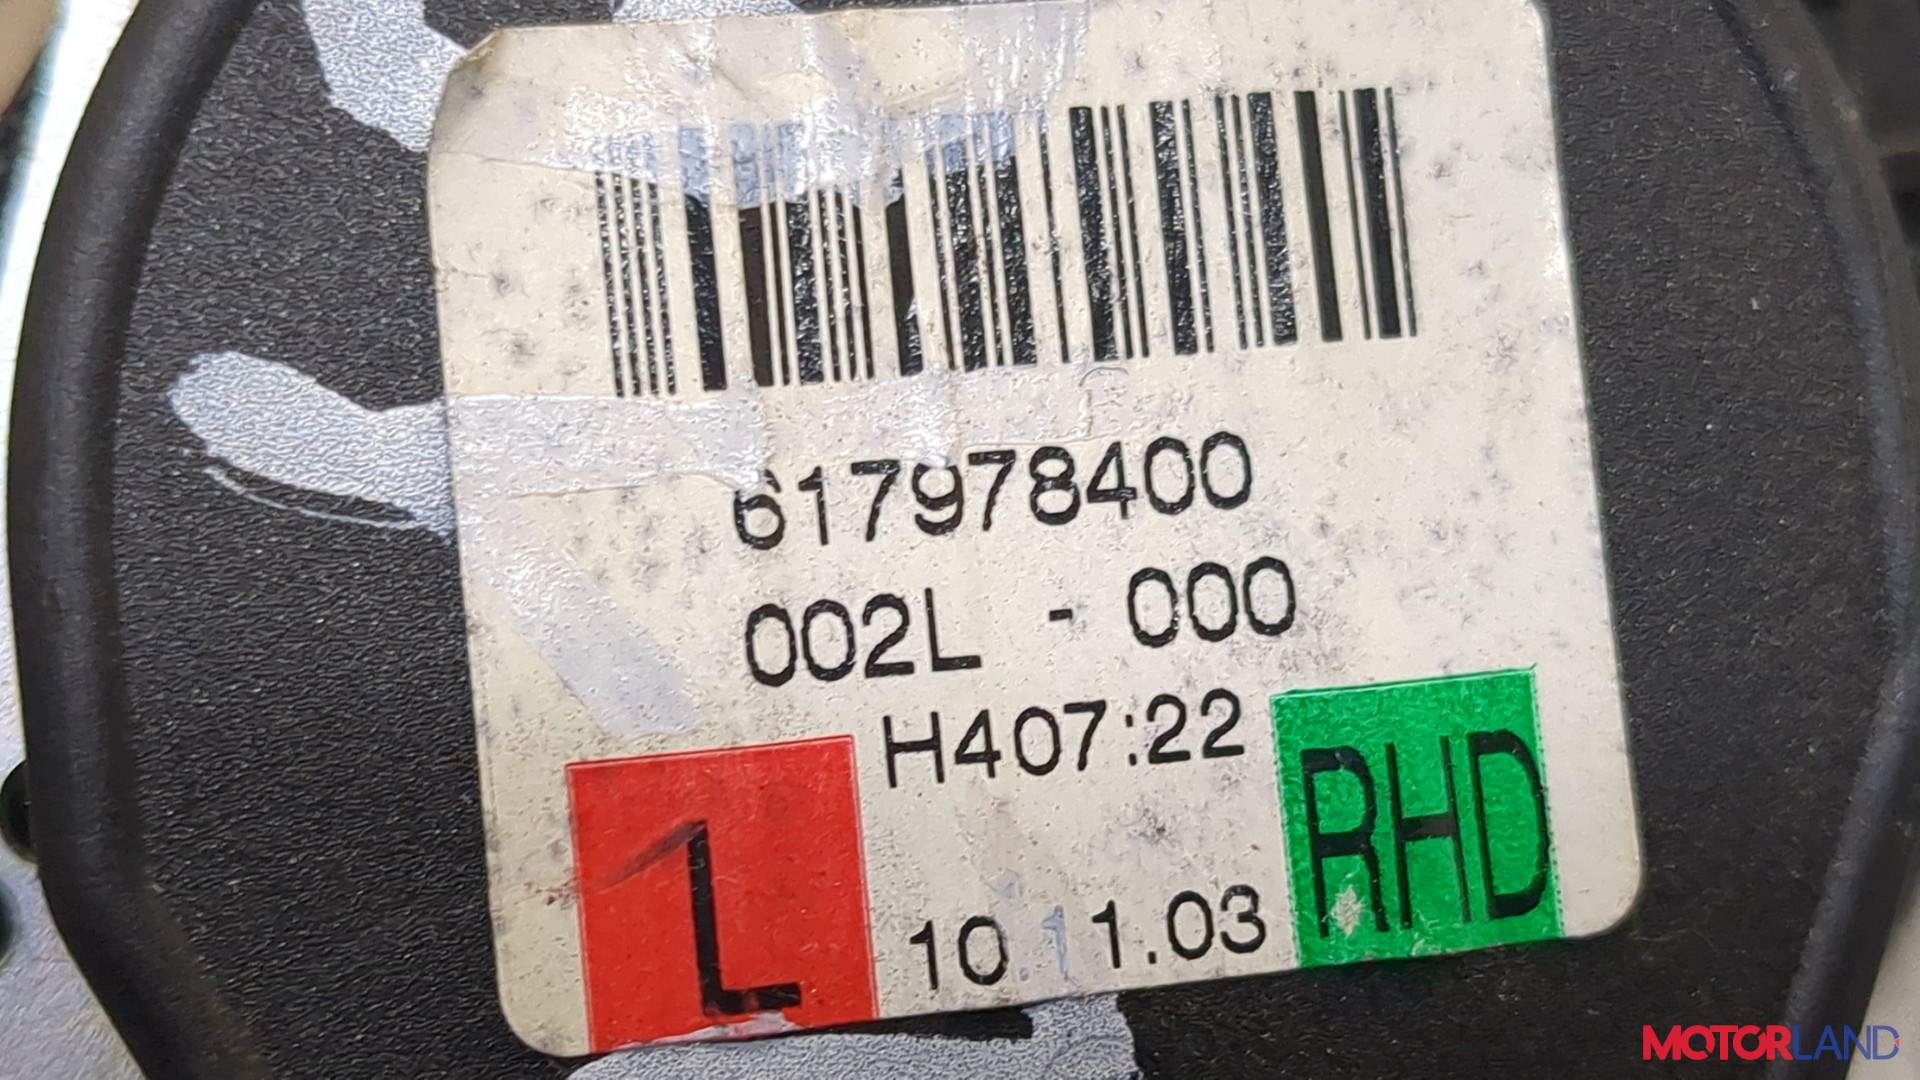 617978400
002L - 000
H407:22
L
RHD
10.11.03
MOTORLAND